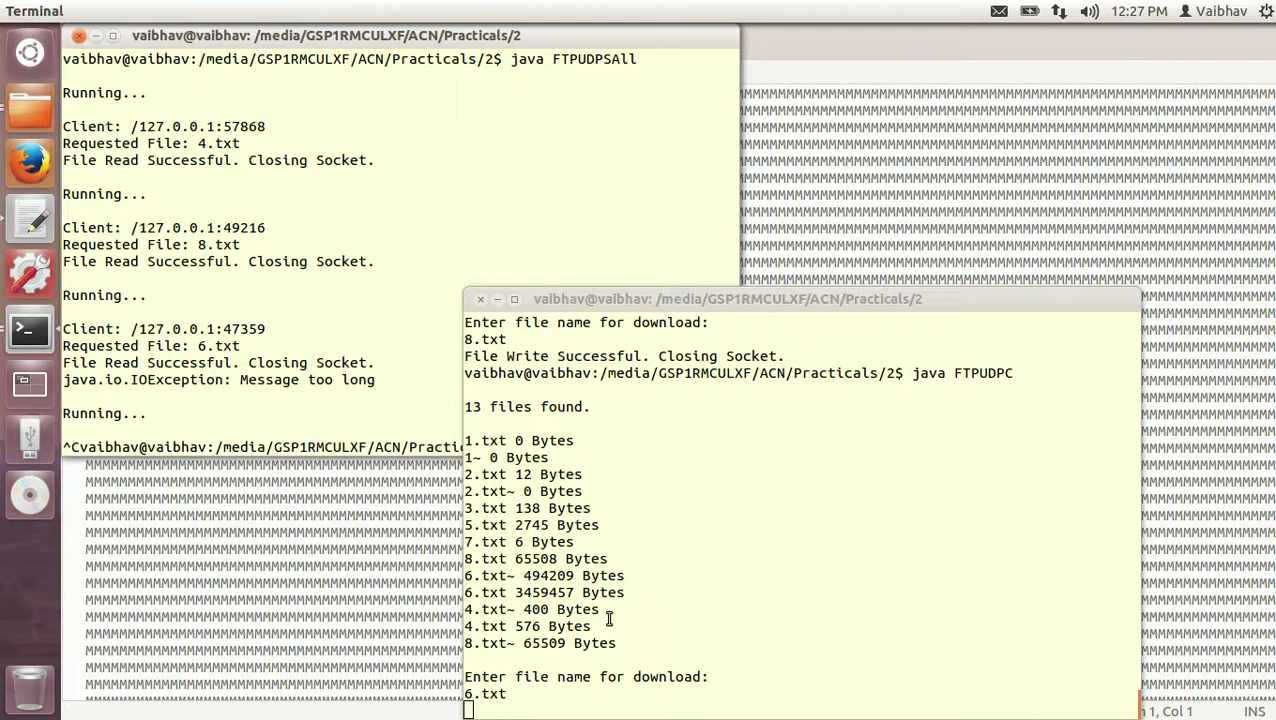 Terminal
12:27 PM
Vaibhav
vaibhav@vaibhav: /media/GSP1RMCULXF/ACN/Practicals/2
vaibhav@vaibhav:/media/GSP1RMCULXF/ACN/Practicals/2$ java FTPUDPSAll
Running...
Client: /127.0.0.1:57868
Requested File: 4.txt
File Read Successful. Closing Socket.
Running...
Client: /127.0.0.1:49216
Requested File: 8.txt
File Read Successful. Closing Socket.
Running...
Client: /127.0.0.1:47359
Requested File: 6.txt
File Read Successful. Closing Socket.
java.io.IOException: Message too long
Running...
^Cvaibhav@vaibhav:/media/GSP1RMCULXF/ACN/Practic
vaibhav@vaibhav: /media/GSP1RMCULXF/ACN/Practicals/2
Enter file name for download:
8.txt
File Write Successful. Closing Socket.
vaibhav@vaibhav:/media/GSP1RMCULXF/ACN/Practicals/2$ java FTPUDPC
13 files found.
1.txt 0 Bytes
1~ 0 Bytes
2.txt 12 Bytes
2.txt~ 0 Bytes
3.txt 138 Bytes
5.txt 2745 Bytes
7.txt 6 Bytes
8.txt 65508 Bytes
6.txt~ 494209 Bytes
6.txt 3459457 Bytes
4.txt~ 400 Bytes
4.txt 576 Bytes
8.txt~ 65509 Bytes
Enter file name for download:
6.txt
1, Col 1
INS